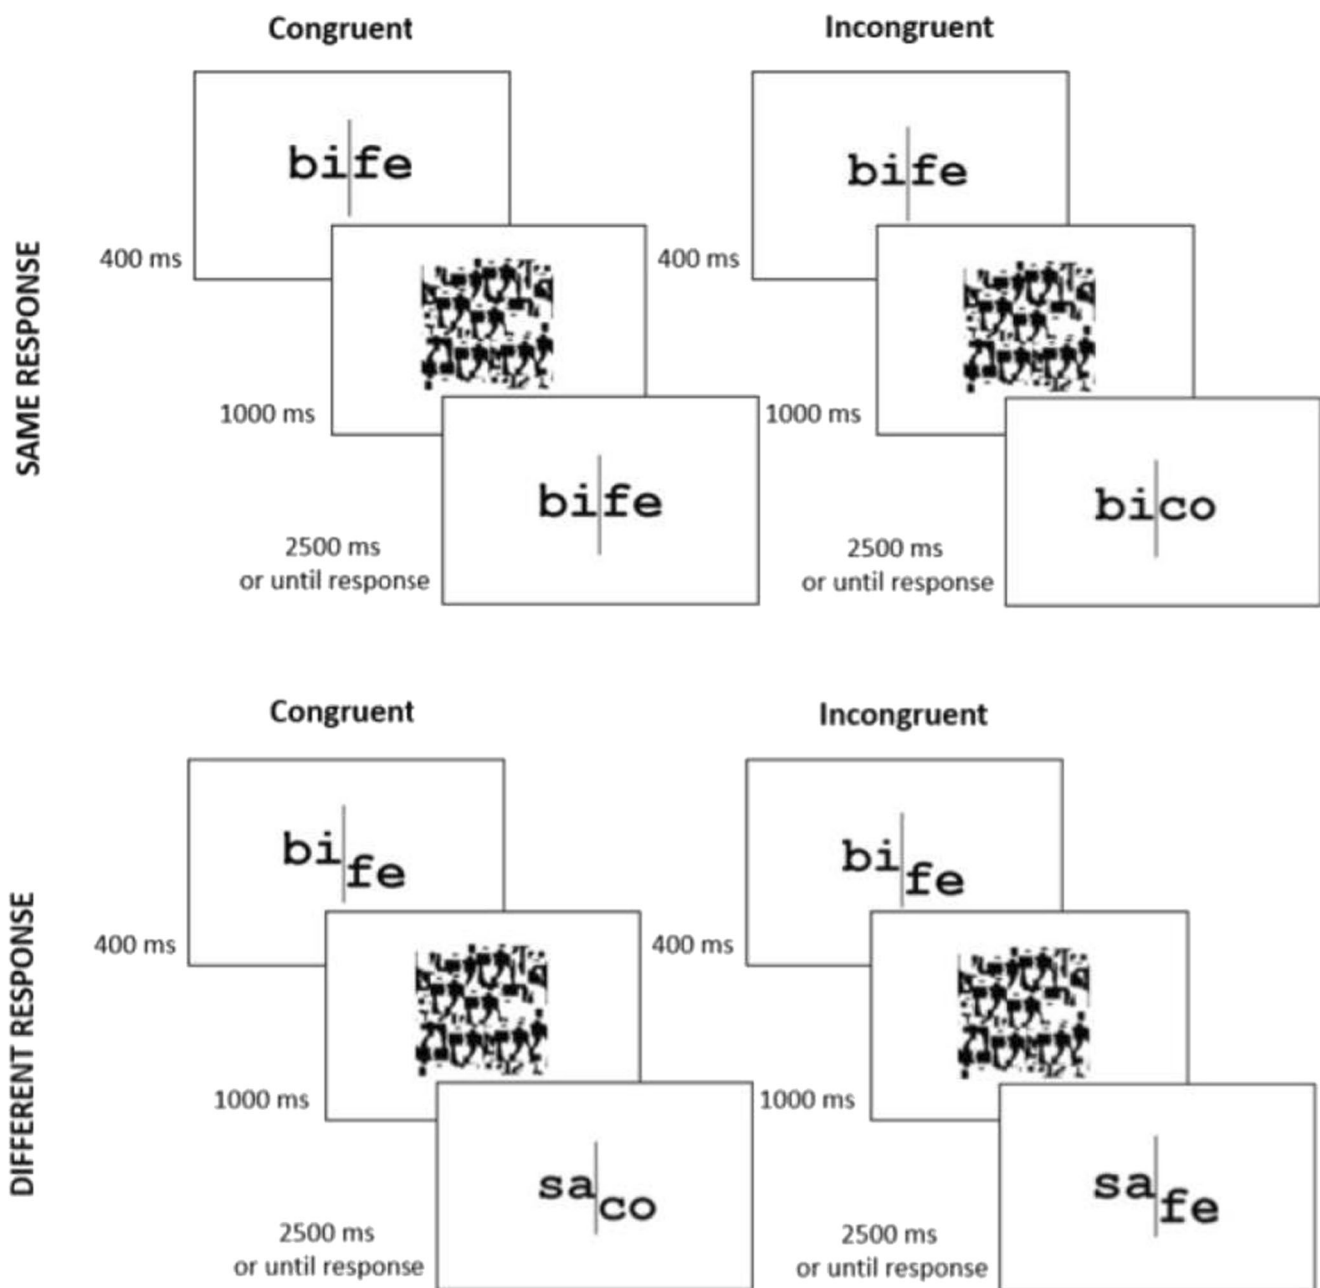 Congruent
Incongruent
SAME RESPONSE
bife
bife
400 ms
400 ms
1000 ms
1000 ms
bife
bico
2500 ms
or until response
2500 ms
or until response
Congruent
Incongruent
DIFFERENT RESPONSE
bife
bife
400 ms
400 ms
1000 ms
1000 ms
saco
safe
2500 ms
or until response
2500 ms
or until response